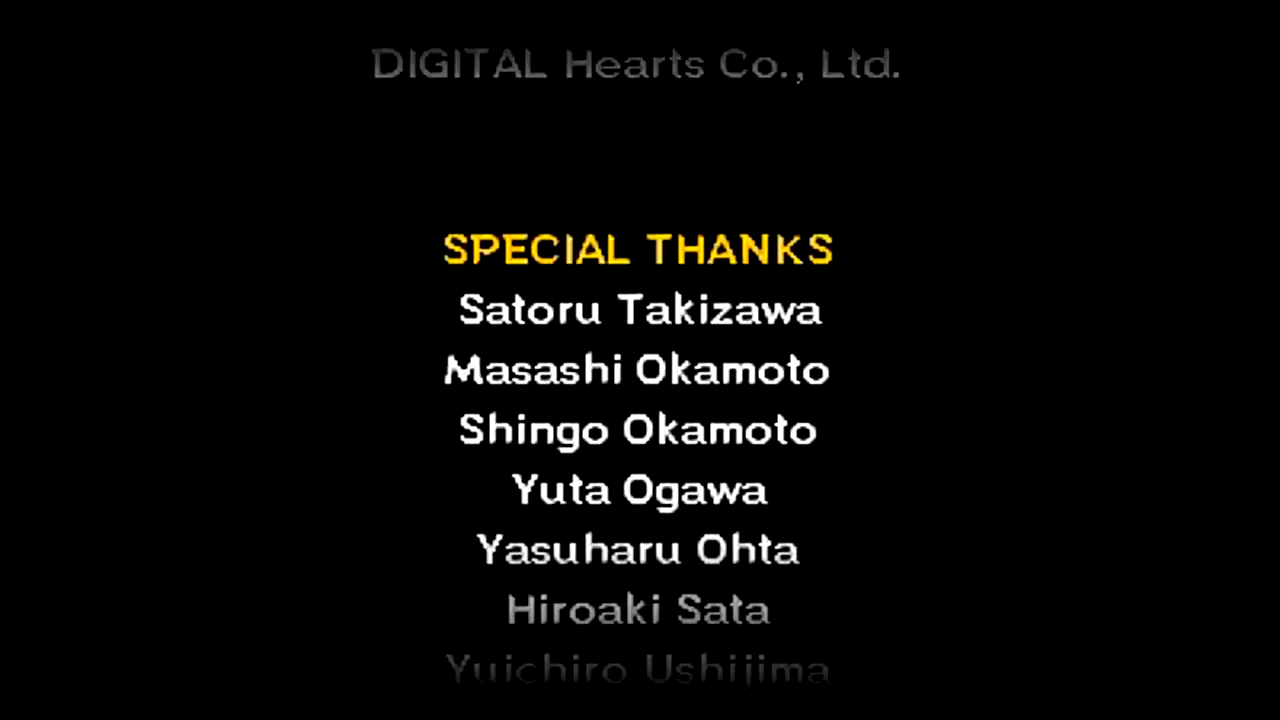 DIGITAL Hearts Co., Ltd.
SPECIAL THANKS
Satoru Takizawa
Masashi Okamoto
Shingo Okamoto
Yuta Ogawa
Yasuharu Ohta
Hiroaki Sata
Yuichiro Ushijima